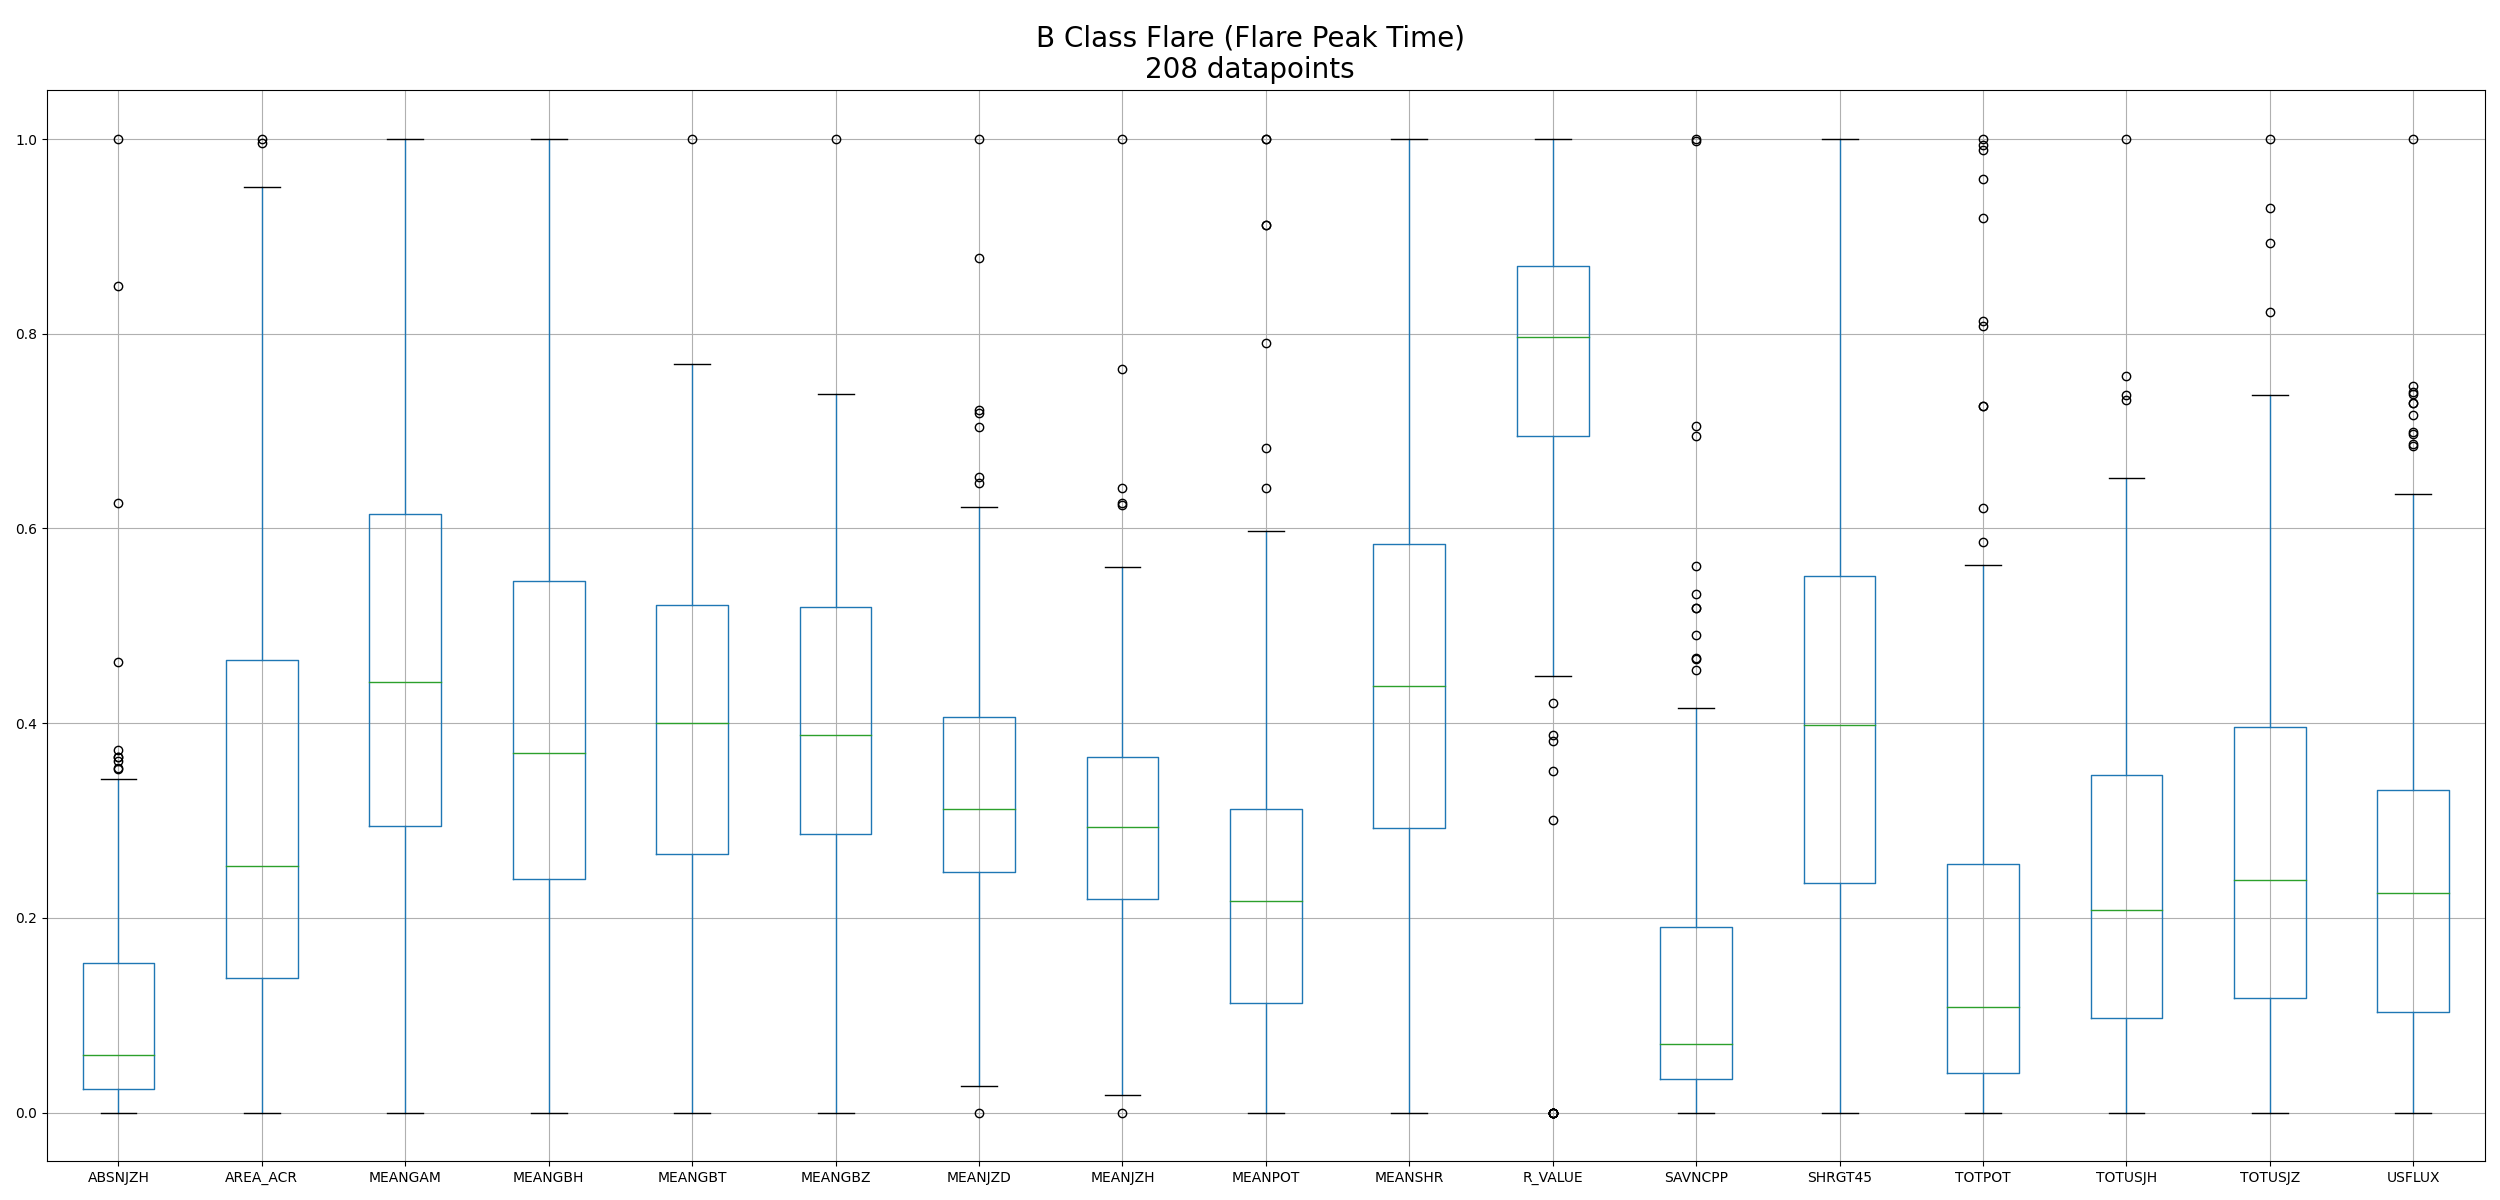 B Class Flare (Flare Peak Time)
208 datapoints
1.0
0.8
0.6
0.4
0.2
0.0
ABSNJZH AREA_ACR MEANGAM MEANGBH MEANGBT MEANGBZ MEANJZD MEANJZH MEANPOT MEANSHR R_VALUE SAVNCPP SHRGT45 TOTPOT TOTUSJH TOTUSJZ USFLUX